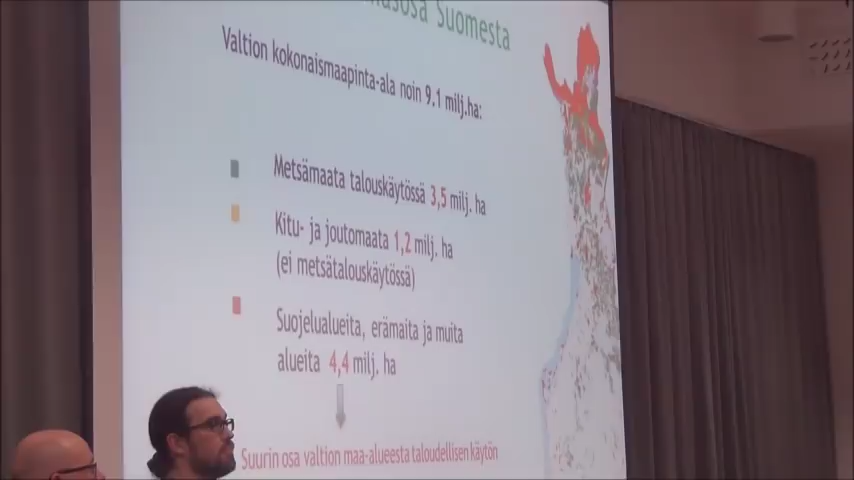 Suomesta
Valtion kokonaismaapinta-ala noin 9.1 milj.ha:
Metsämaata talouskäytössä 3,5 milj. ha
Kitu- ja joutomaata 1,2 milj. ha
(ei metsätalouskäytössä)
Suojelualueita, erämaita ja muita
alueita 4,4 milj. ha
Suurin osa valtion maa-alueesta taloudellisen käytön